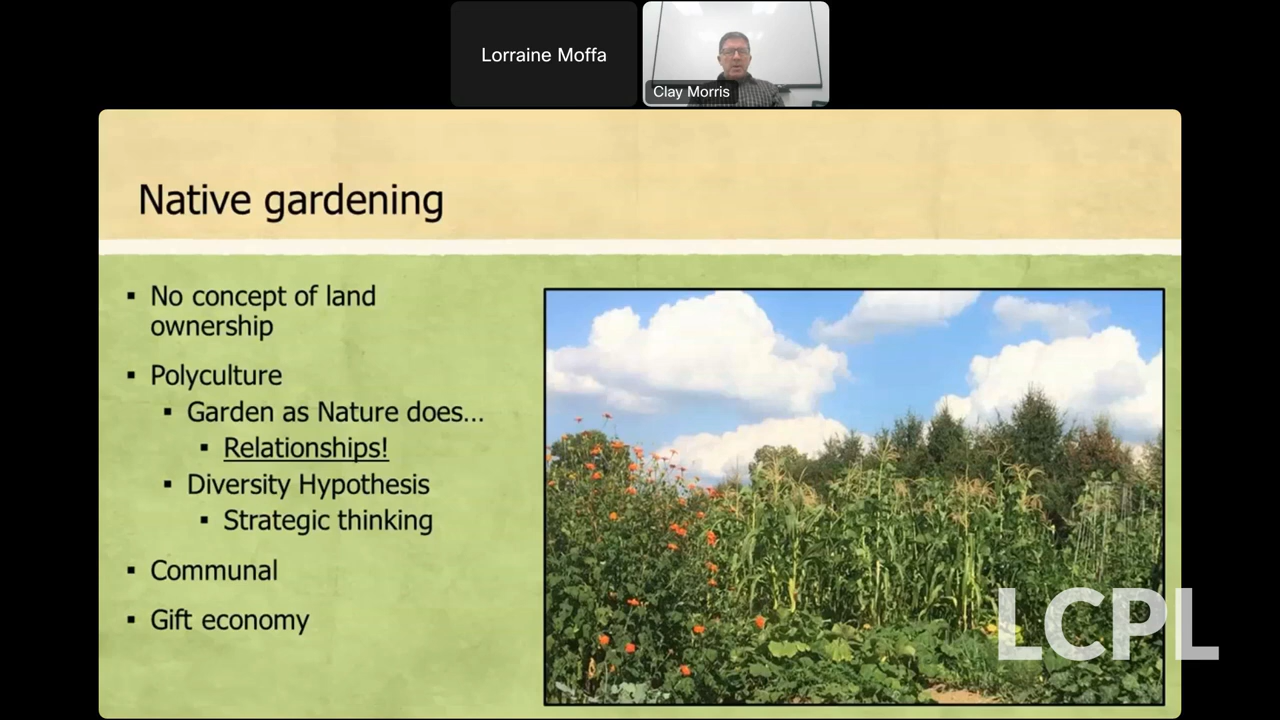 Lorraine Moffa
Clay Morris
Native gardening
▪ No concept of land
ownership
▪ Polyculture
▪ Garden as Nature does...
▪ Relationships!
▪ Diversity Hypothesis
▪ Strategic thinking
▪ Communal
▪ Gift economy
LCPL